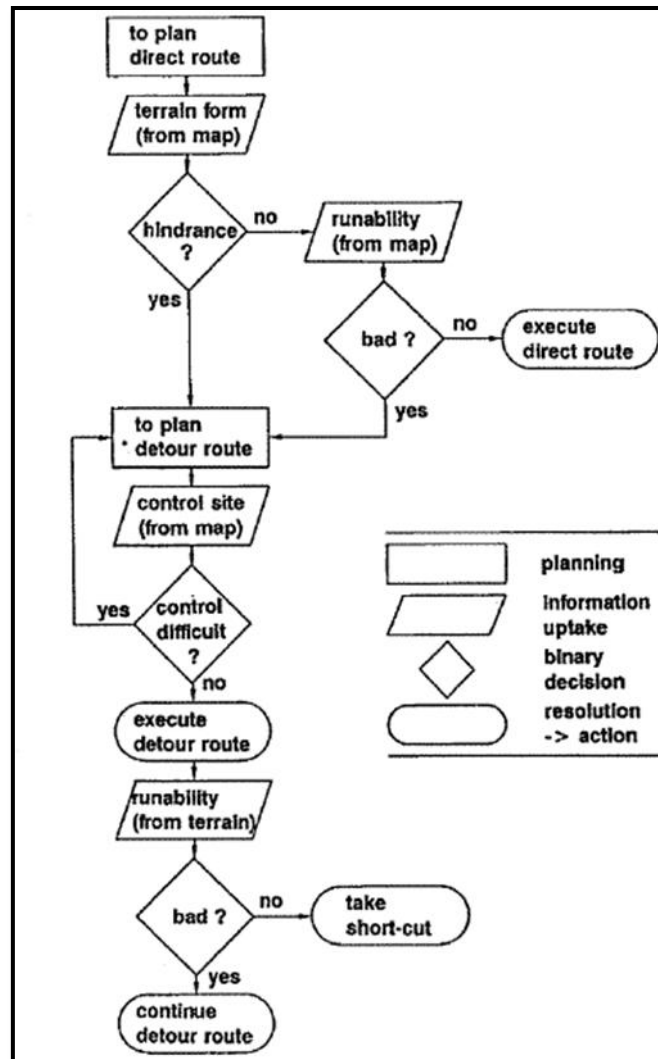 to plan
direct route
terrain form
(from map)
hindrance
?
no
runability
(from map)
yes
bad ?
no
execute
direct route
yes
to plan
detour route
control site
(from map)
yes
control
difficult
?
no
execute
detour route
runability
(from terrain)
bad ?
no
take
short-cut
yes
continue
detour route
planning
information
uptake
binary
decision
resolution
-> action